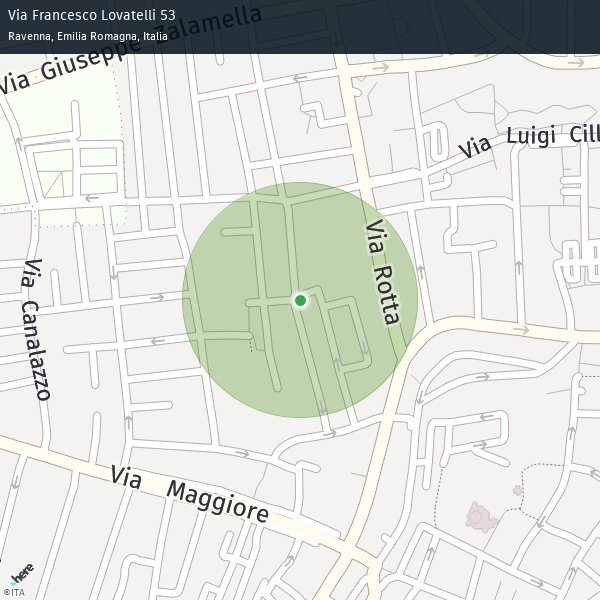 Via Francesco Lovatelli 53
Ravenna, Emilia Romagna, Italia
Via Giuseppe Zalamella
Via Luigi Cill
Via Rotta
Via Canalazzo
Via Maggiore
here
©ITA